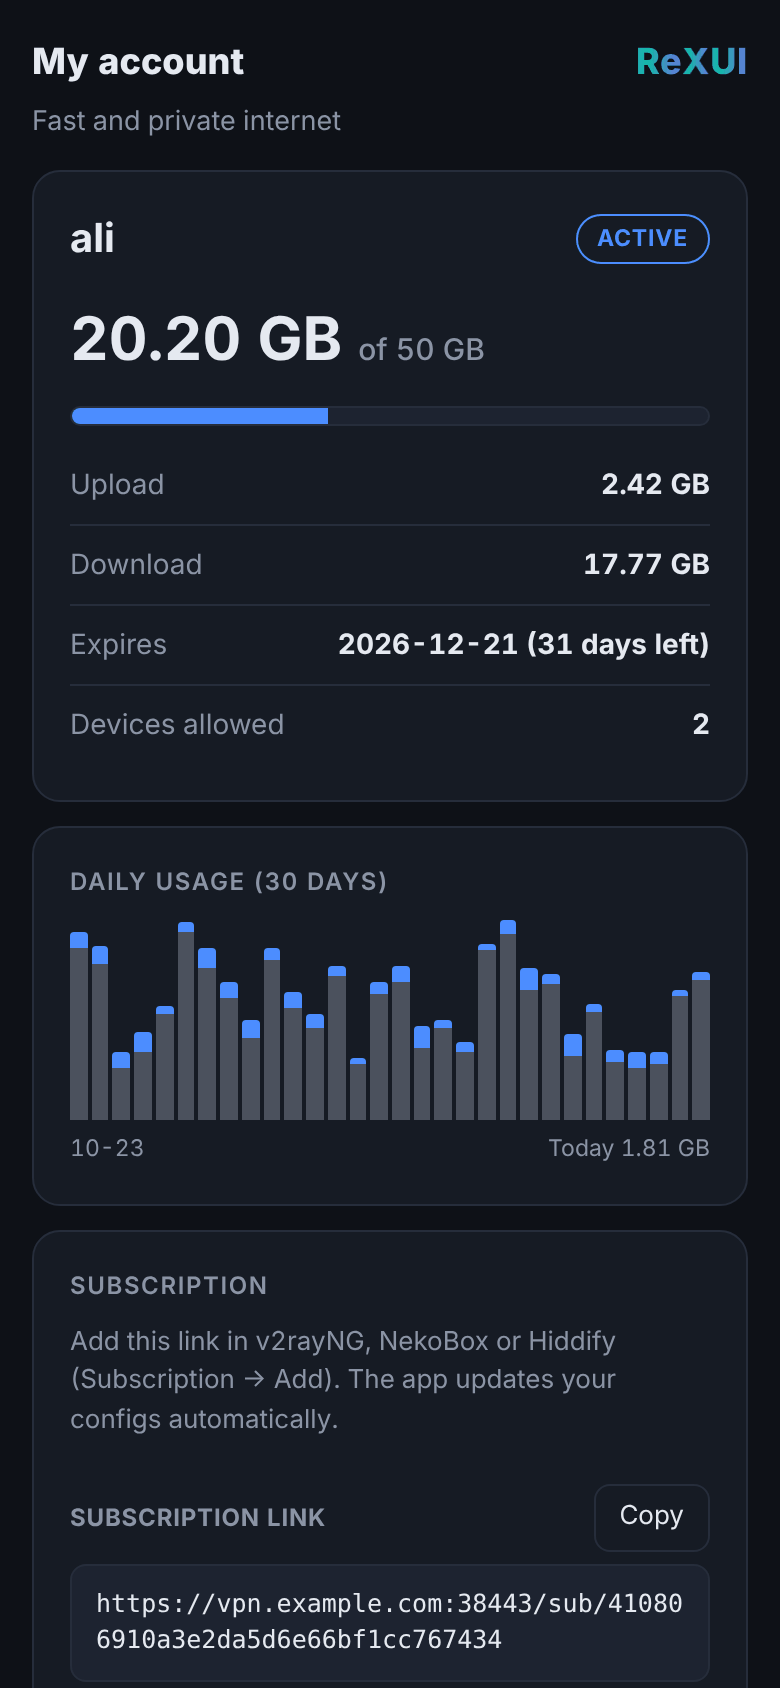 My account
ReXUI
Fast and private internet
ali
ACTIVE
20.20 GB of 50 GB
Upload 2.42 GB
Download 17.77 GB
Expires 2026-12-21 (31 days left)
Devices allowed 2
DAILY USAGE (30 DAYS)
10-23 Today 1.81 GB
SUBSCRIPTION
Add this link in v2rayNG, NekoBox or Hiddify
(Subscription → Add). The app updates your
configs automatically.
SUBSCRIPTION LINK
Copy
https://vpn.example.com:38443/sub/41080
6910a3e2da5d6e66bf1cc767434